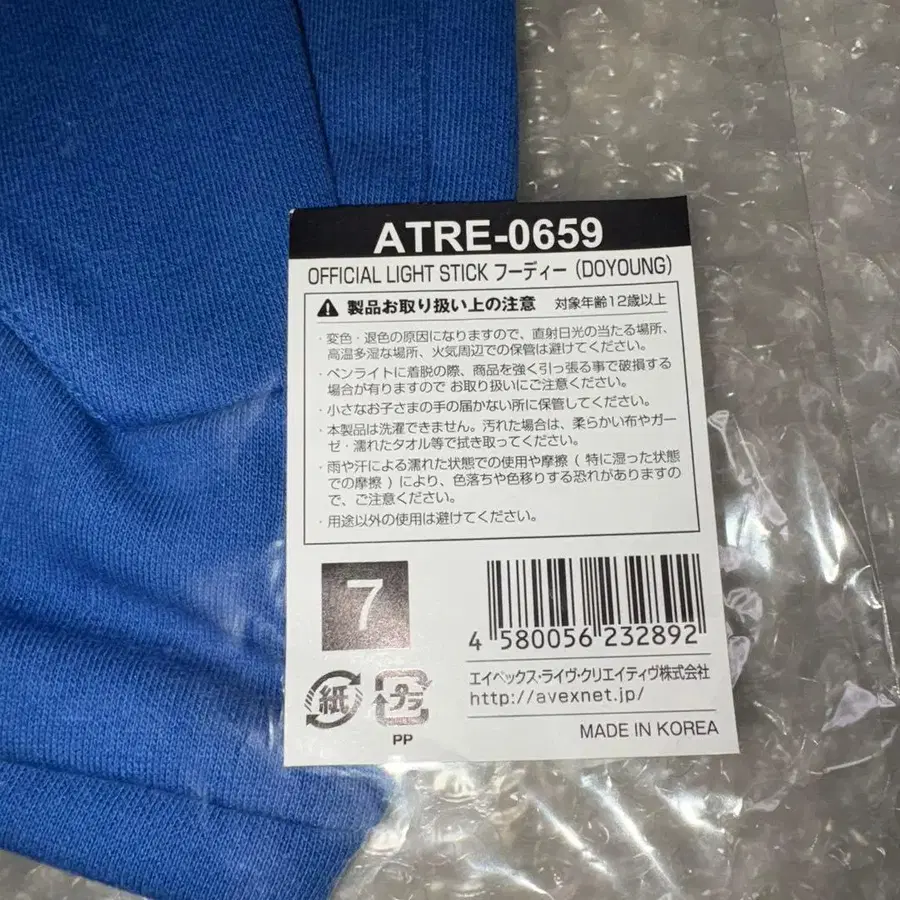 ATRE-0659
OFFICIAL LIGHT STICK フーディー(DOYOUNG)
製品お取り扱い上の注意 対象年齢12歳以上
・変色・退色の原因になりますので、直射日光の当たる場所、
高温多湿な場所、火気周辺での保管は避けてください。
・ペンライトに着脱の際、商品を強く引っ張る事で破損する
場合が有りますので お取り扱いにご注意ください。
・小さなお子さまの手の届かない所に保管してください。
・本製品は洗濯できません。汚れた場合は、柔らかい布やガー
ゼ・濡れたタオル等で拭き取ってください。
・雨や汗による濡れた状態での使用や摩擦 ( 特に湿った状態
での摩擦 ) により、色落ちや色移りする恐れがありますの
で、ご注意ください。
・用途以外の使用は避けてください。
7
4 580056 232892
エイベックス・ライヴ・クリエイティヴ株式会社
http://avexnet.jp/
紙 プラ
PP
MADE IN KOREA